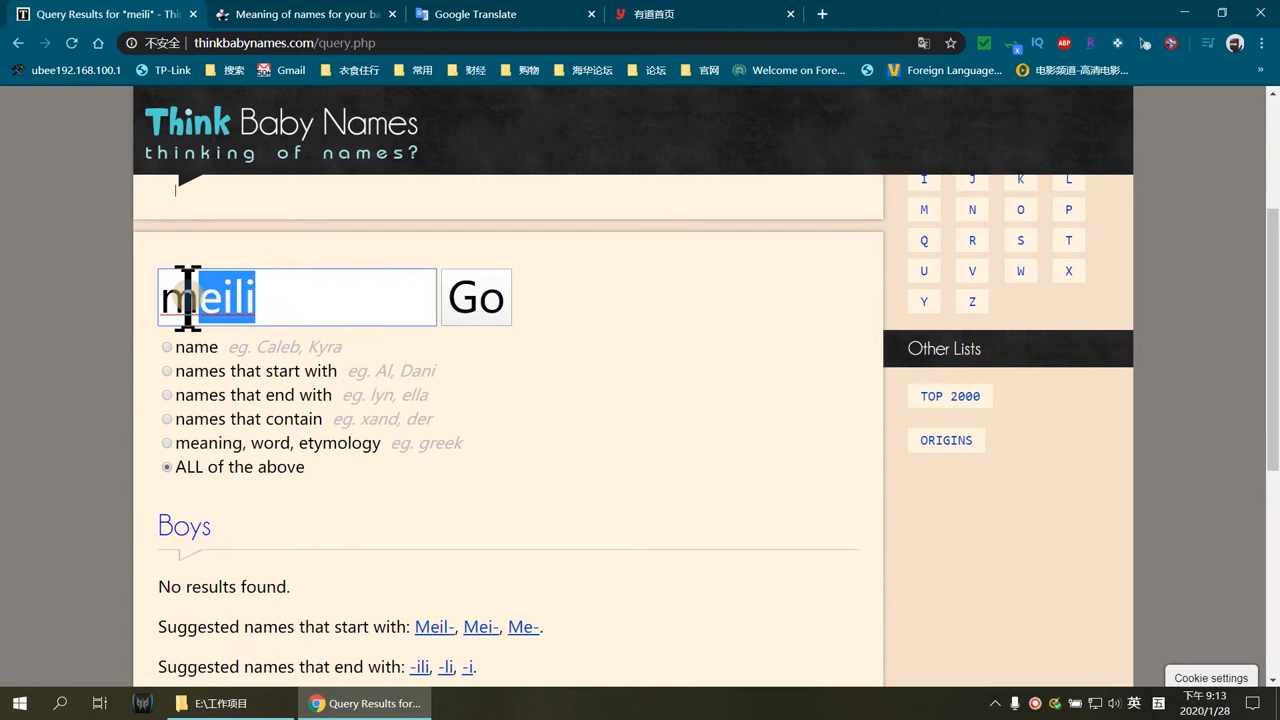 Query Results for "meili" - Thi
Meaning of names for your ba
Google Translate
有道首页
不安全 thinkbabynames.com/query.php
ubee192.168.100.1
TP-Link
搜索
Gmail
衣食住行
常用
财经
购物
海华论坛
论坛
官网
Welcome on Fore...
Foreign Language...
电影频道-高清电影...
Think Baby Names
thinking of names?
I J K L
M N O P
Q R S T
U V W X
Y Z
meili Go
name eg. Caleb, Kyra
names that start with eg. Al, Dani
names that end with eg. lyn, ella
names that contain eg. xand, der
meaning, word, etymology eg. greek
ALL of the above
Other Lists
TOP 2000
ORIGINS
Boys
No results found.
Suggested names that start with: Meil-, Mei-, Me-.
Suggested names that end with: -ili, -li, -i.
Cookie settings
E:\工作项目
Query Results for...
英
下午 9:13
2020/1/28